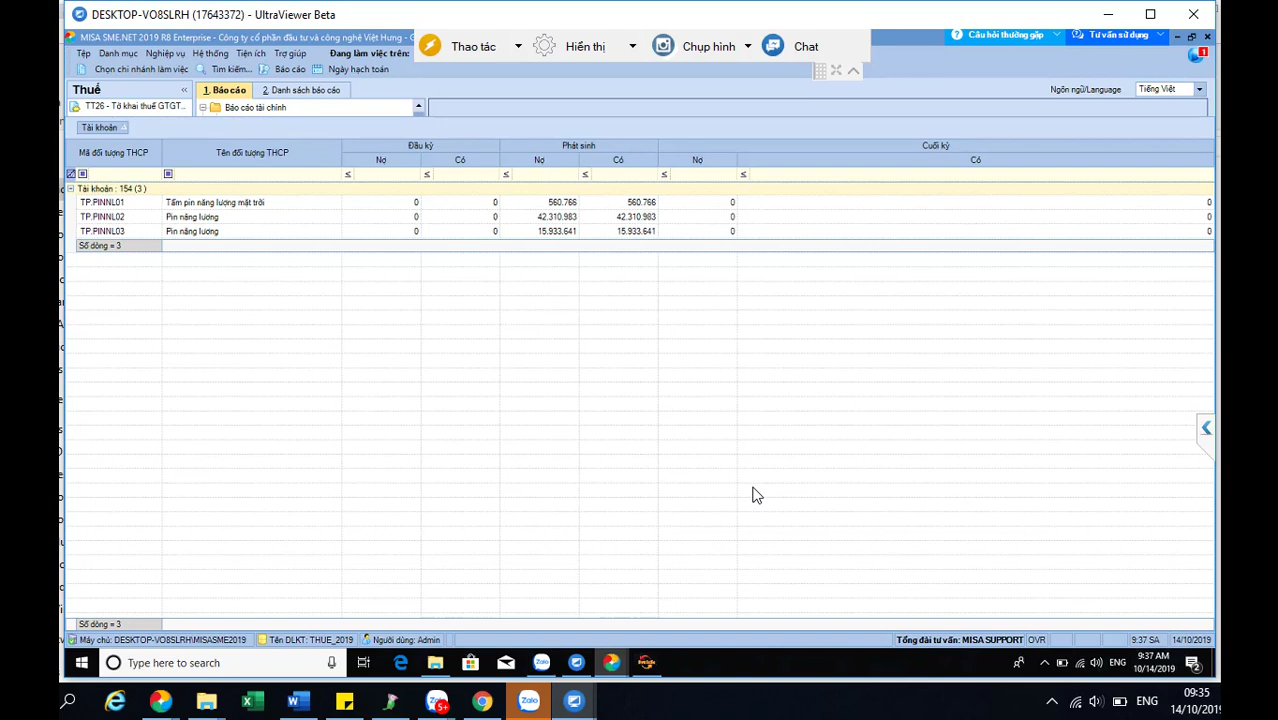 DESKTOP-VO8SLRH (17643372) - UltraViewer Beta
MISA SME.NET 2019 R8 Enterprise - Công ty cổ phần đầu tư và công nghệ Việt Hưng - G
Đang làm việc trên:
Thao tác
Hiển thị
Chụp hình
Chat
Câu hỏi thường gặp
Tư vấn sử dụng
1
Tệp Danh mục Nghiệp vụ Hệ thống Tiện ích Trợ giúp
Chọn chi nhánh làm việc Tìm kiếm... Báo cáo Ngày hạch toán
Thuế «
1. Báo cáo 2. Danh sách báo cáo
Ngôn ngữ/Language Tiếng Việt
TT26 - Tờ khai thuế GTGT...
Báo cáo tài chính
Tài khoản
Mã đối tượng THCP Tên đối tượng THCP Đầu kỳ Phát sinh Cuối kỳ
Nợ Có Nợ Có Nợ Có
≤ ≤ ≤ ≤ ≤ ≤
Tài khoản : 154 (3 )
TP.PINNL01 Tấm pin năng lượng mặt trời 0 0 560.766 560.766 0 0
TP.PINNL02 Pin năng lượng 0 0 42.310.983 42.310.983 0 0
TP.PINNL03 Pin năng lượng 0 0 15.933.641 15.933.641 0 0
Số dòng = 3
Số dòng = 3
Máy chủ: DESKTOP-VO8SLRH\MISASME2019 Tên DLKT: THUE_2019 Người dùng: Admin Tổng đài tư vấn: MISA SUPPORT OVR 9:37 SA 14/10/2019
Type here to search
ENG
9:37 AM
10/14/2019
2
5+
Zalo
ENG
09:35
14/10/2019